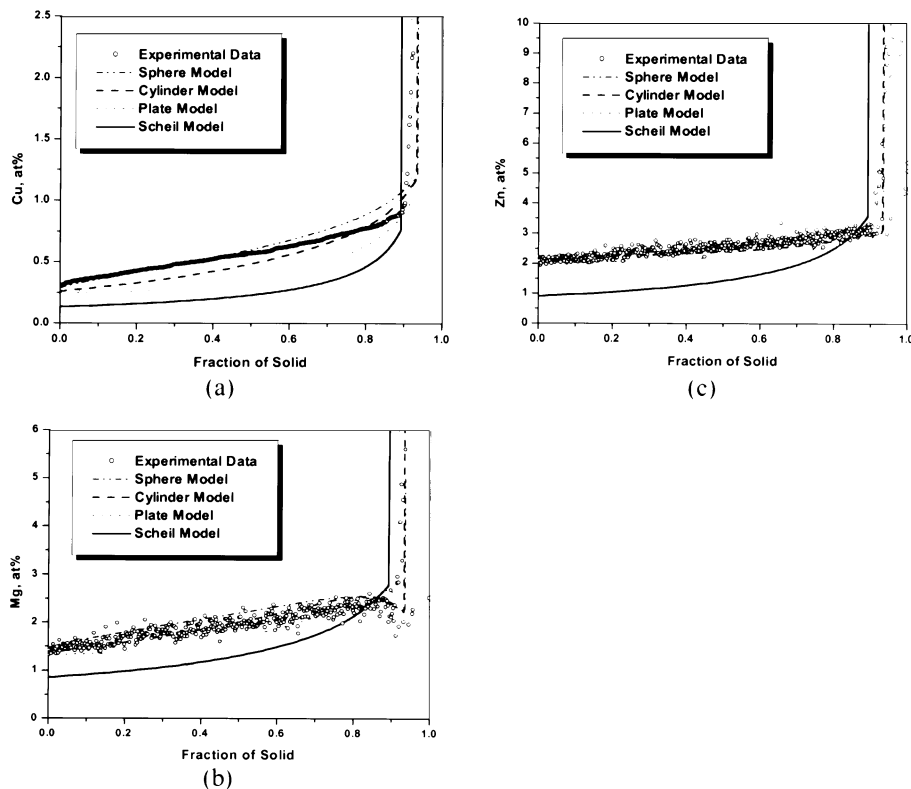 2.5
2.0
1.5
1.0
0.5
0.0
Cu, at%
Experimental Data
Sphere Model
Cylinder Model
Plate Model
Scheil Model
0.0 0.2 0.4 0.6 0.8 1.0
Fraction of Solid
(a)
10
9
8
7
6
5
4
3
2
1
0
Zn, at%
Experimental Data
Sphere Model
Cylinder Model
Plate Model
Scheil Model
0.0 0.2 0.4 0.6 0.8 1.0
Fraction of Solid
(c)
6
5
4
3
2
1
0
Mg, at%
Experimental Data
Sphere Model
Cylinder Model
Plate Model
Scheil Model
0.0 0.2 0.4 0.6 0.8 1.0
Fraction of Solid
(b)